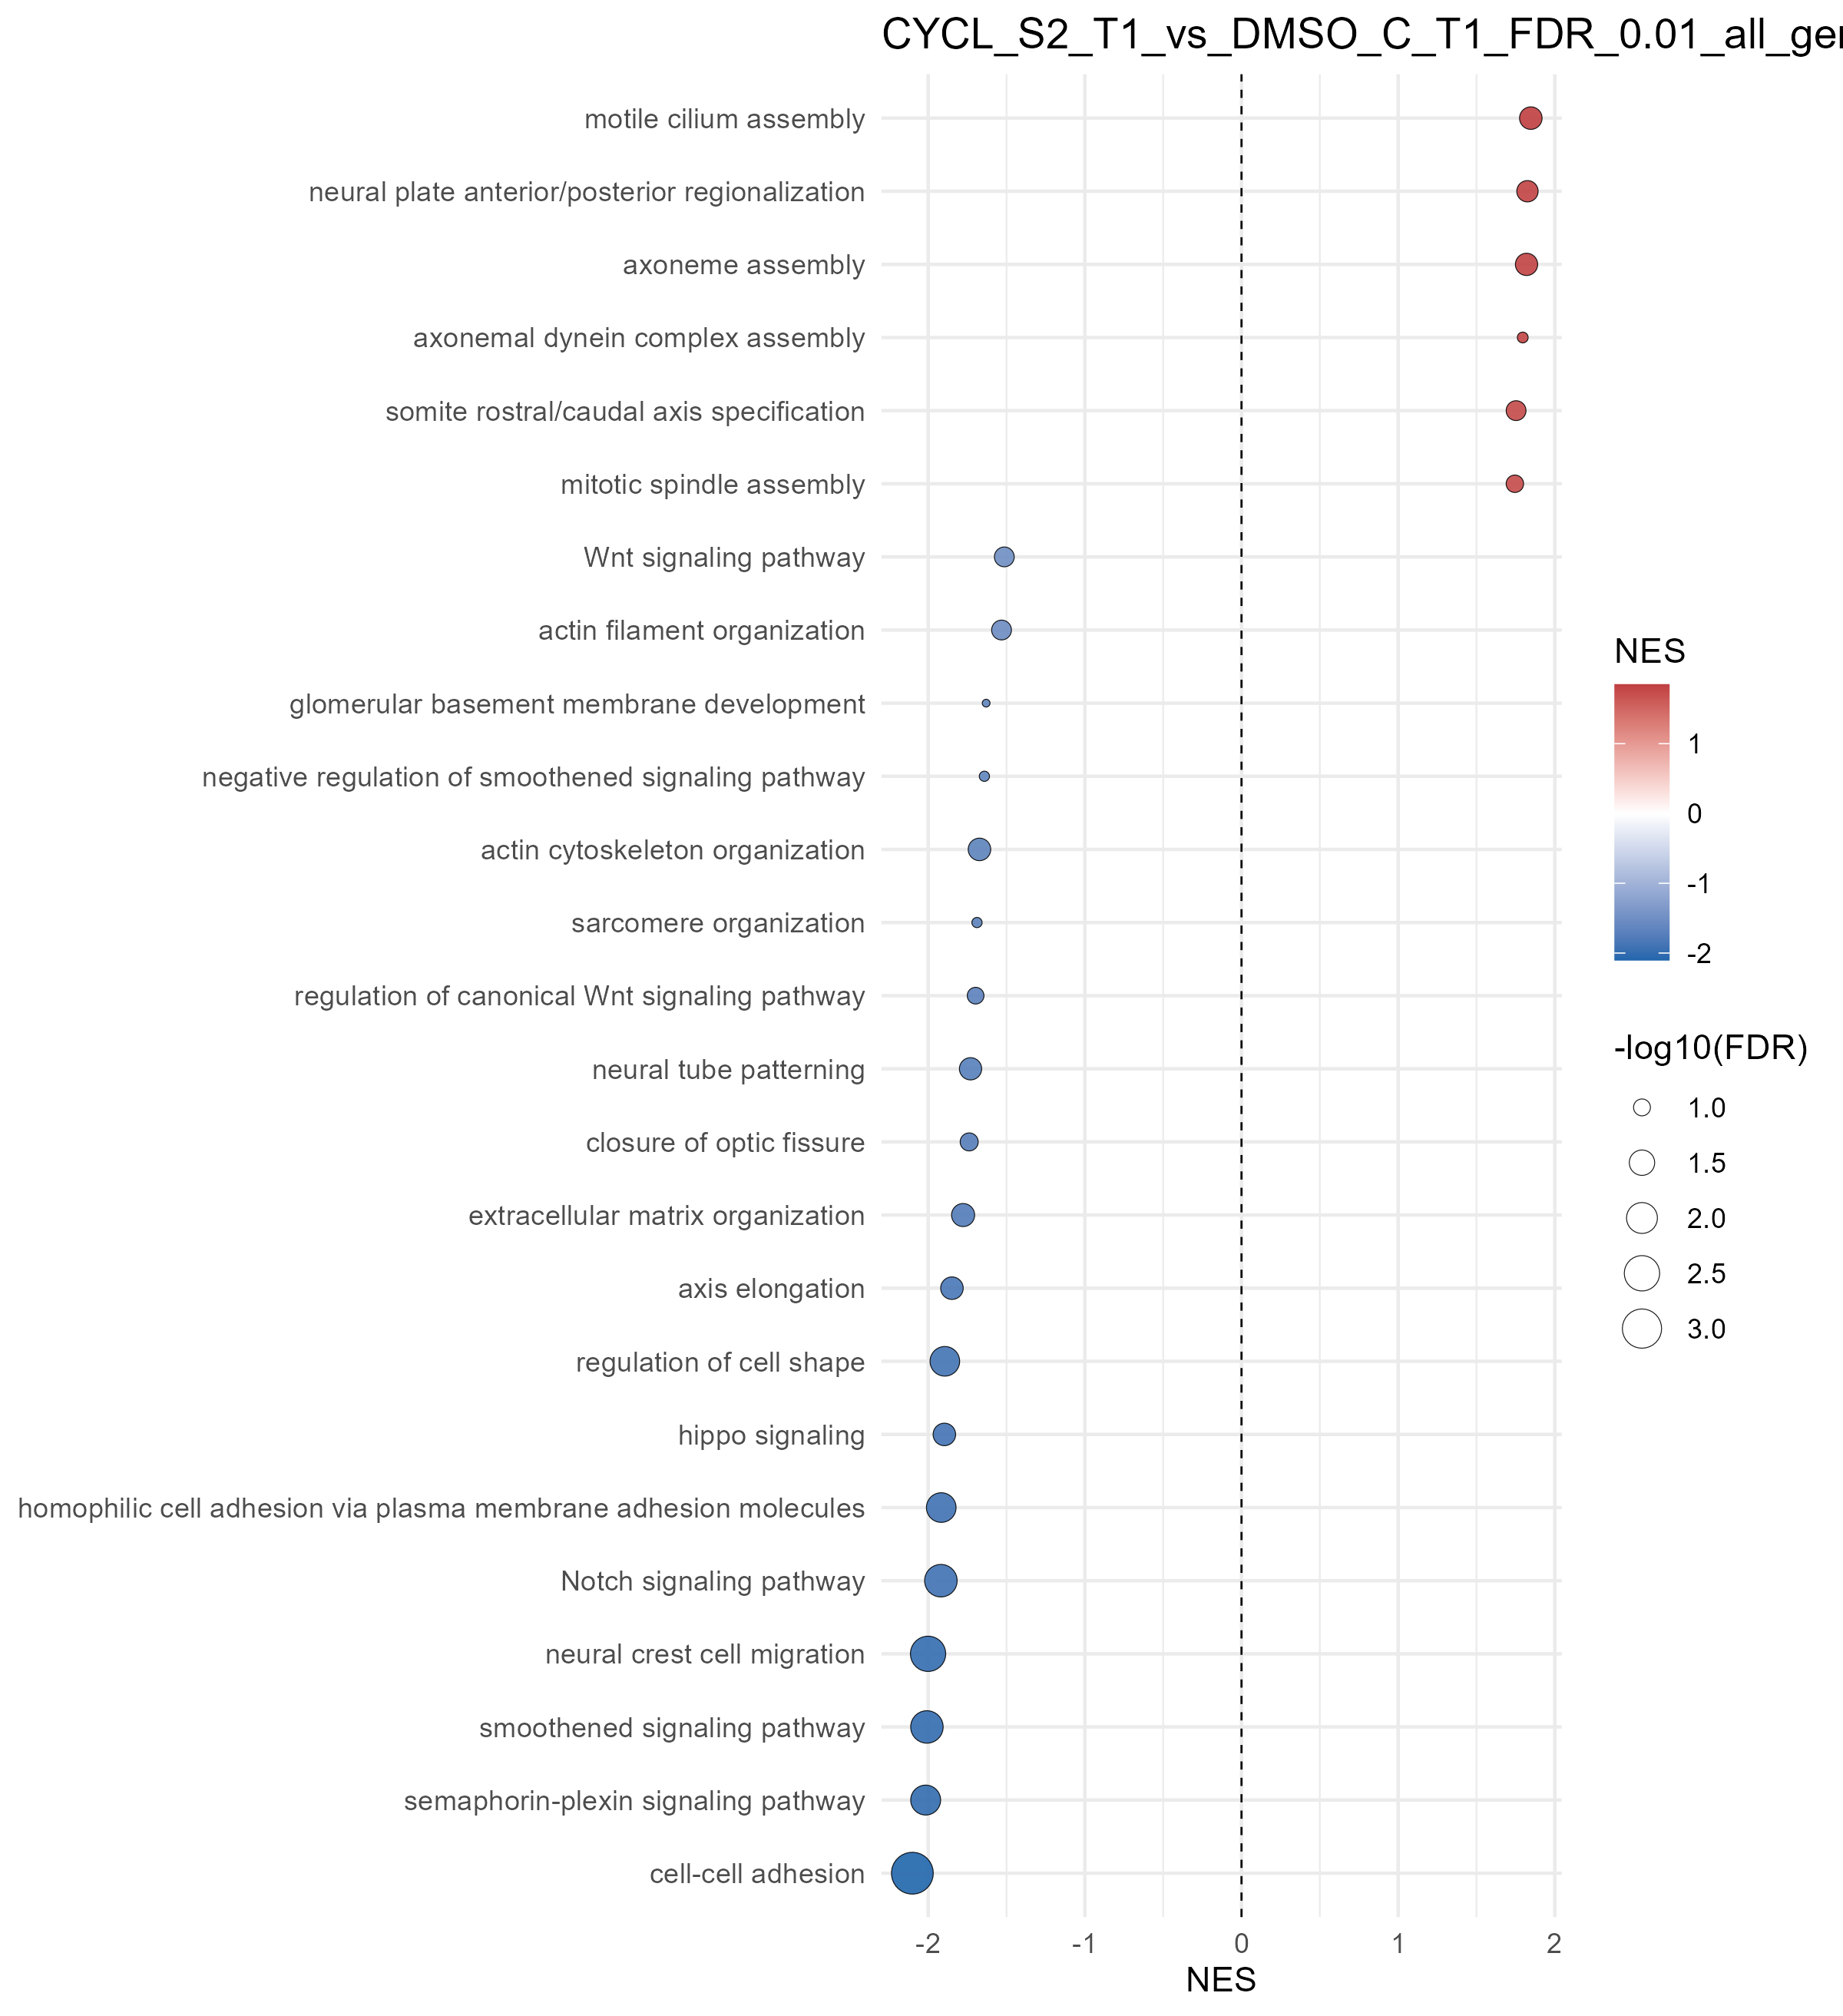 CYCL_S2_T1_vs_DMSO_C_T1_FDR_0.01_all_ger
motile cilium assembly
neural plate anterior/posterior regionalization
axoneme assembly
axonemal dynein complex assembly
somite rostral/caudal axis specification
mitotic spindle assembly
Wnt signaling pathway
actin filament organization
glomerular basement membrane development
negative regulation of smoothened signaling pathway
actin cytoskeleton organization
sarcomere organization
regulation of canonical Wnt signaling pathway
neural tube patterning
closure of optic fissure
extracellular matrix organization
axis elongation
regulation of cell shape
hippo signaling
homophilic cell adhesion via plasma membrane adhesion molecules
Notch signaling pathway
neural crest cell migration
smoothened signaling pathway
semaphorin-plexin signaling pathway
cell-cell adhesion
-2 -1 0 1 2
NES
NES
1
0
-1
-2
-log10(FDR)
1.0
1.5
2.0
2.5
3.0